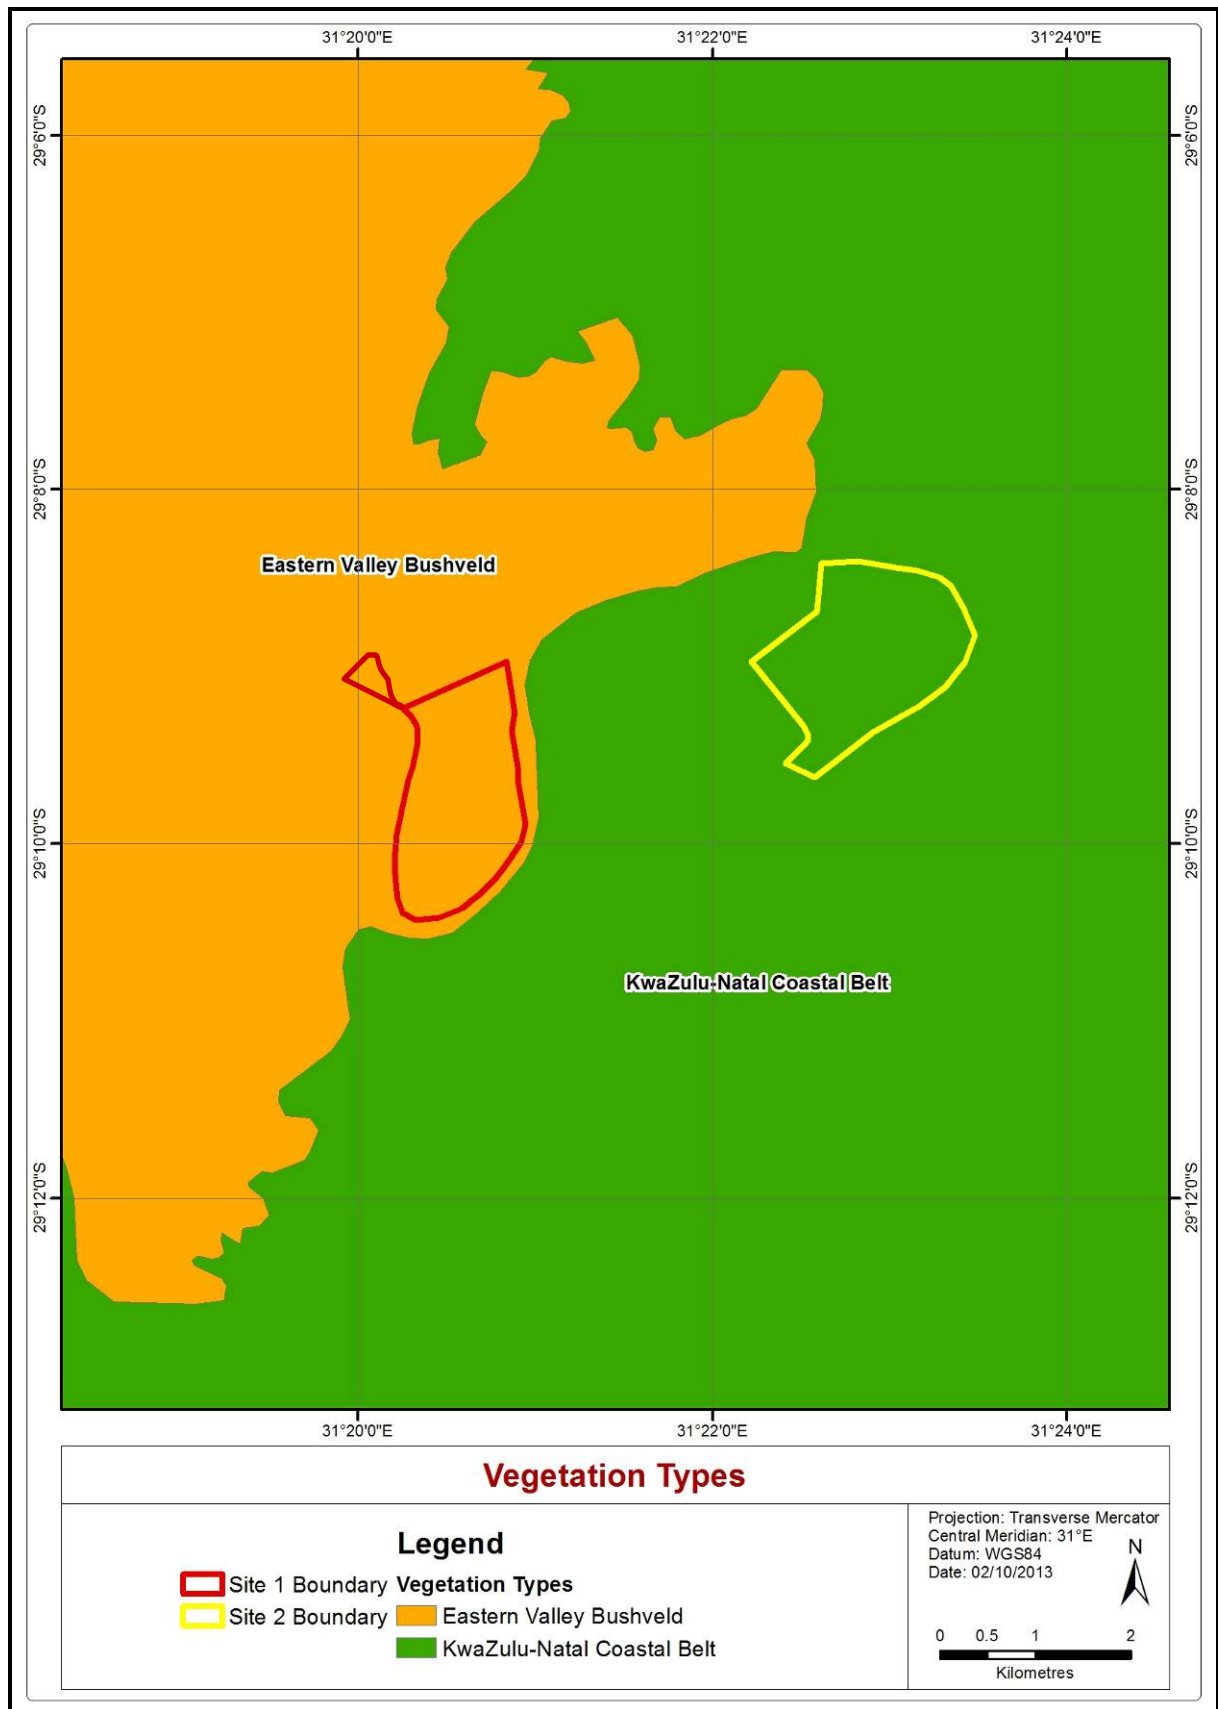 31°20'0"E 31°22'0"E 31°24'0"E
29°6'0"S 29°6'0"S
29°8'0"S 29°8'0"S
Eastern Valley Bushveld
29°10'0"S 29°10'0"S
KwaZulu-Natal Coastal Belt
29°12'0"S 29°12'0"S
31°20'0"E 31°22'0"E 31°24'0"E
Vegetation Types
Legend
Site 1 Boundary
Site 2 Boundary
Vegetation Types
Eastern Valley Bushveld
KwaZulu-Natal Coastal Belt
Projection: Transverse Mercator
Central Meridian: 31°E
Datum: WGS84
Date: 02/10/2013
N
0 0.5 1 2
Kilometres